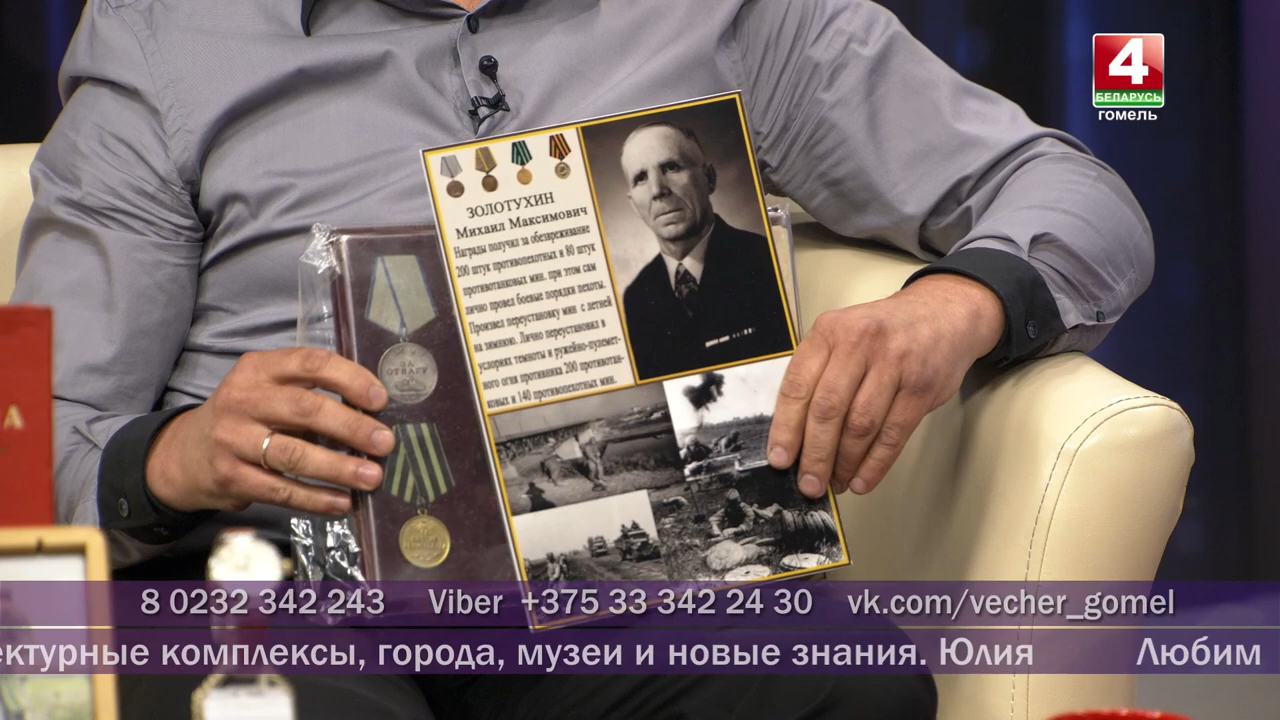 4
БЕЛАРУСЬ
ГОМЕЛЬ
ЗОЛОТУХИН
Михаил Максимович
Награды получил за обезвреживание
200 штук противопехотных и 80 штук
противотанковых мин. при этом сам
лично провел боевые порядки пехоты.
Произвел переустановку мин с летней
на зимнюю. Лично переустановил в
условиях темноты и ружейно-пулемет-
ного огня противника 200 противотан-
ковых и 140 противопехотных мин.
ЗА
ОТВАГУ
А
8 0232 342 243 Viber +375 33 342 24 30 vk.com/vecher_gomel
ектурные комплексы, города, музеи и новые знания. Юлия Любим